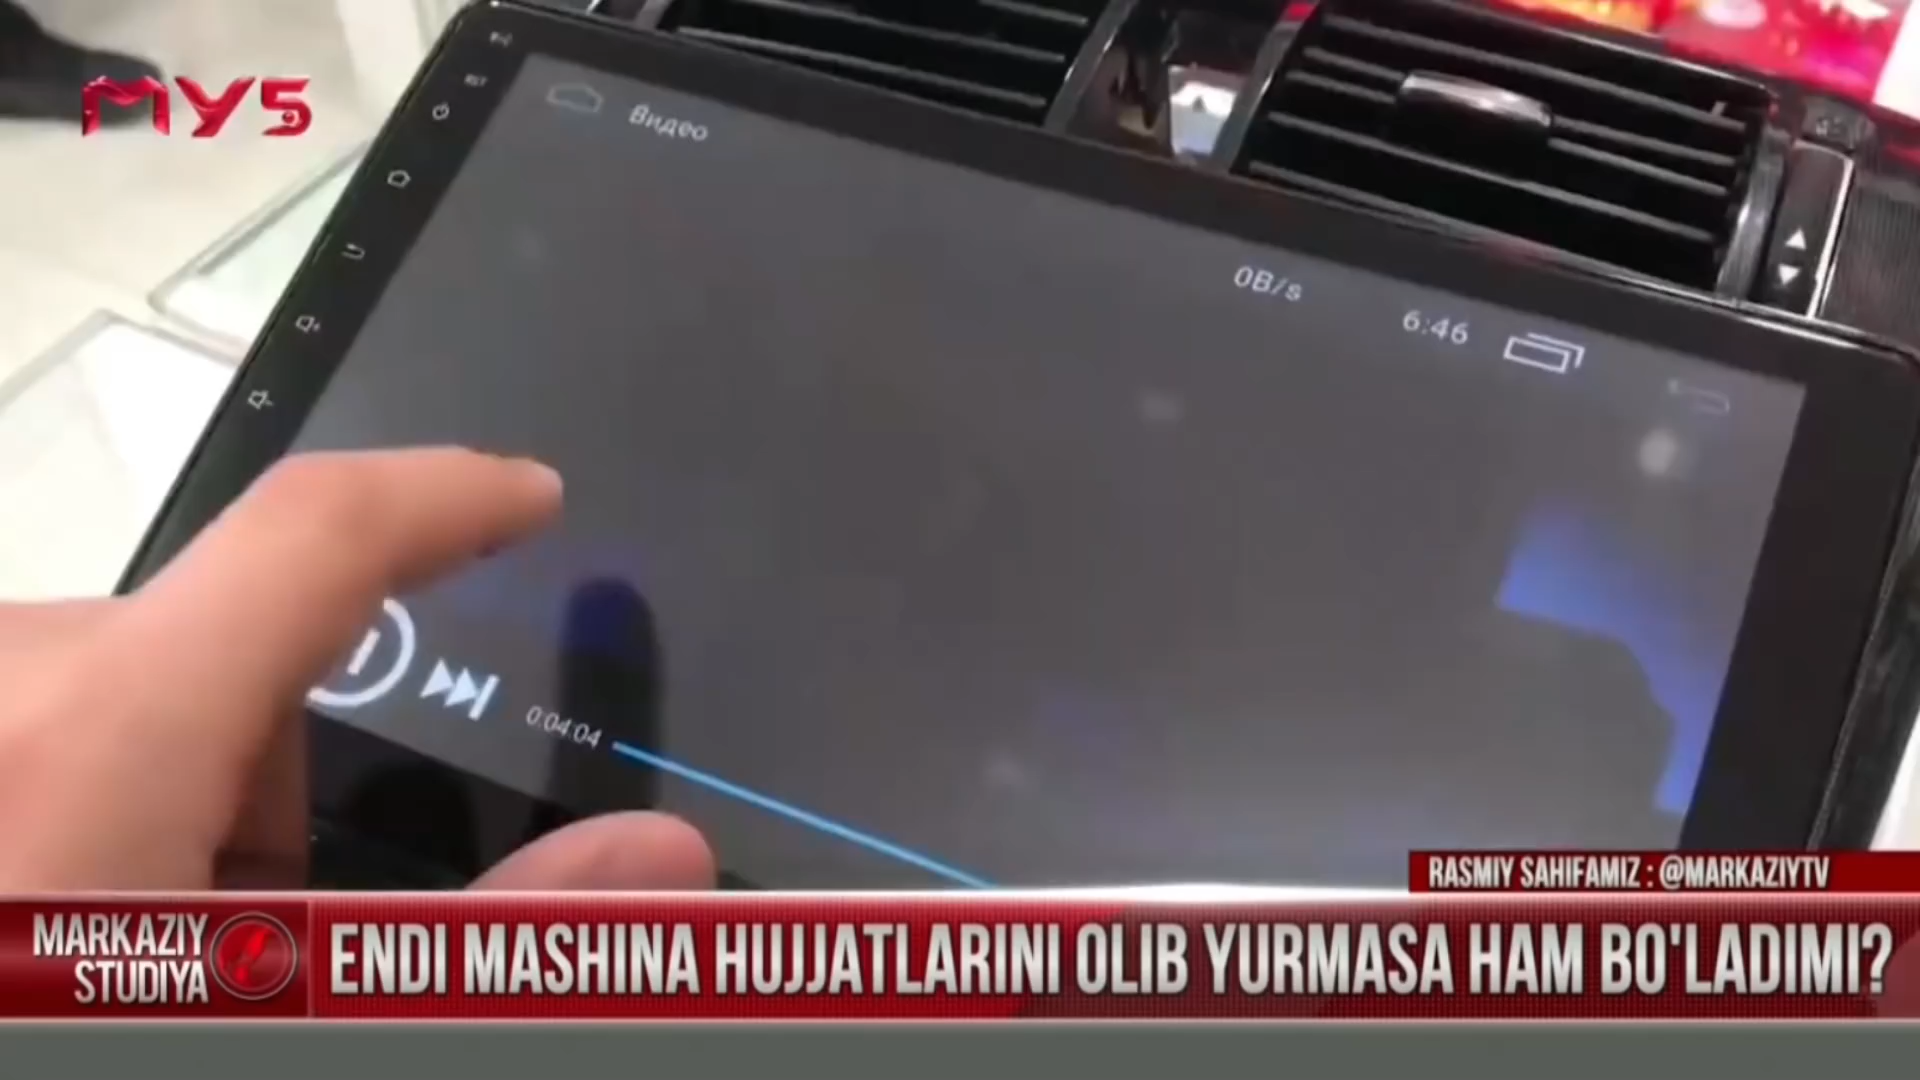 MY5
RST
Видео
0B/s
6:46
0:04:04
RASMIY SAHIFAMIZ : @MARKAZIYTV
MARKAZIY
STUDIYA
ENDI MASHINA HUJJATLARINI OLIB YURMASA HAM BO'LADIMI?